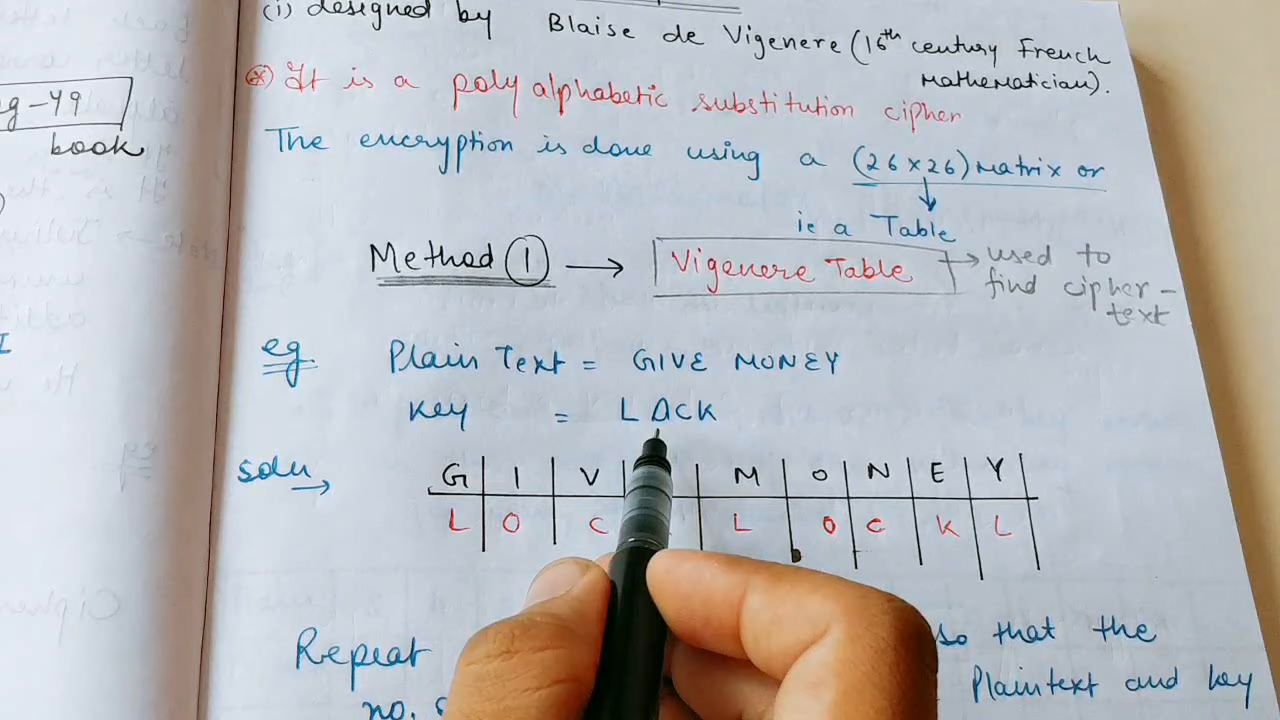 (i) designed by Blaise de Vigenere (16th century French
Mathematician).
(*) It is a poly alphabetic substitution cipher
The encryption is done using a (26×26) Matrix or
ie a Table
Method ① → Vigenere Table → used to
find cipher-
text
eg Plain Text = GIVE MONEY
Key = LACK
Soln →
G I V M O N E Y
L O C L O C K L
Repeat so that the
no. Plaintext and key
g-49
book